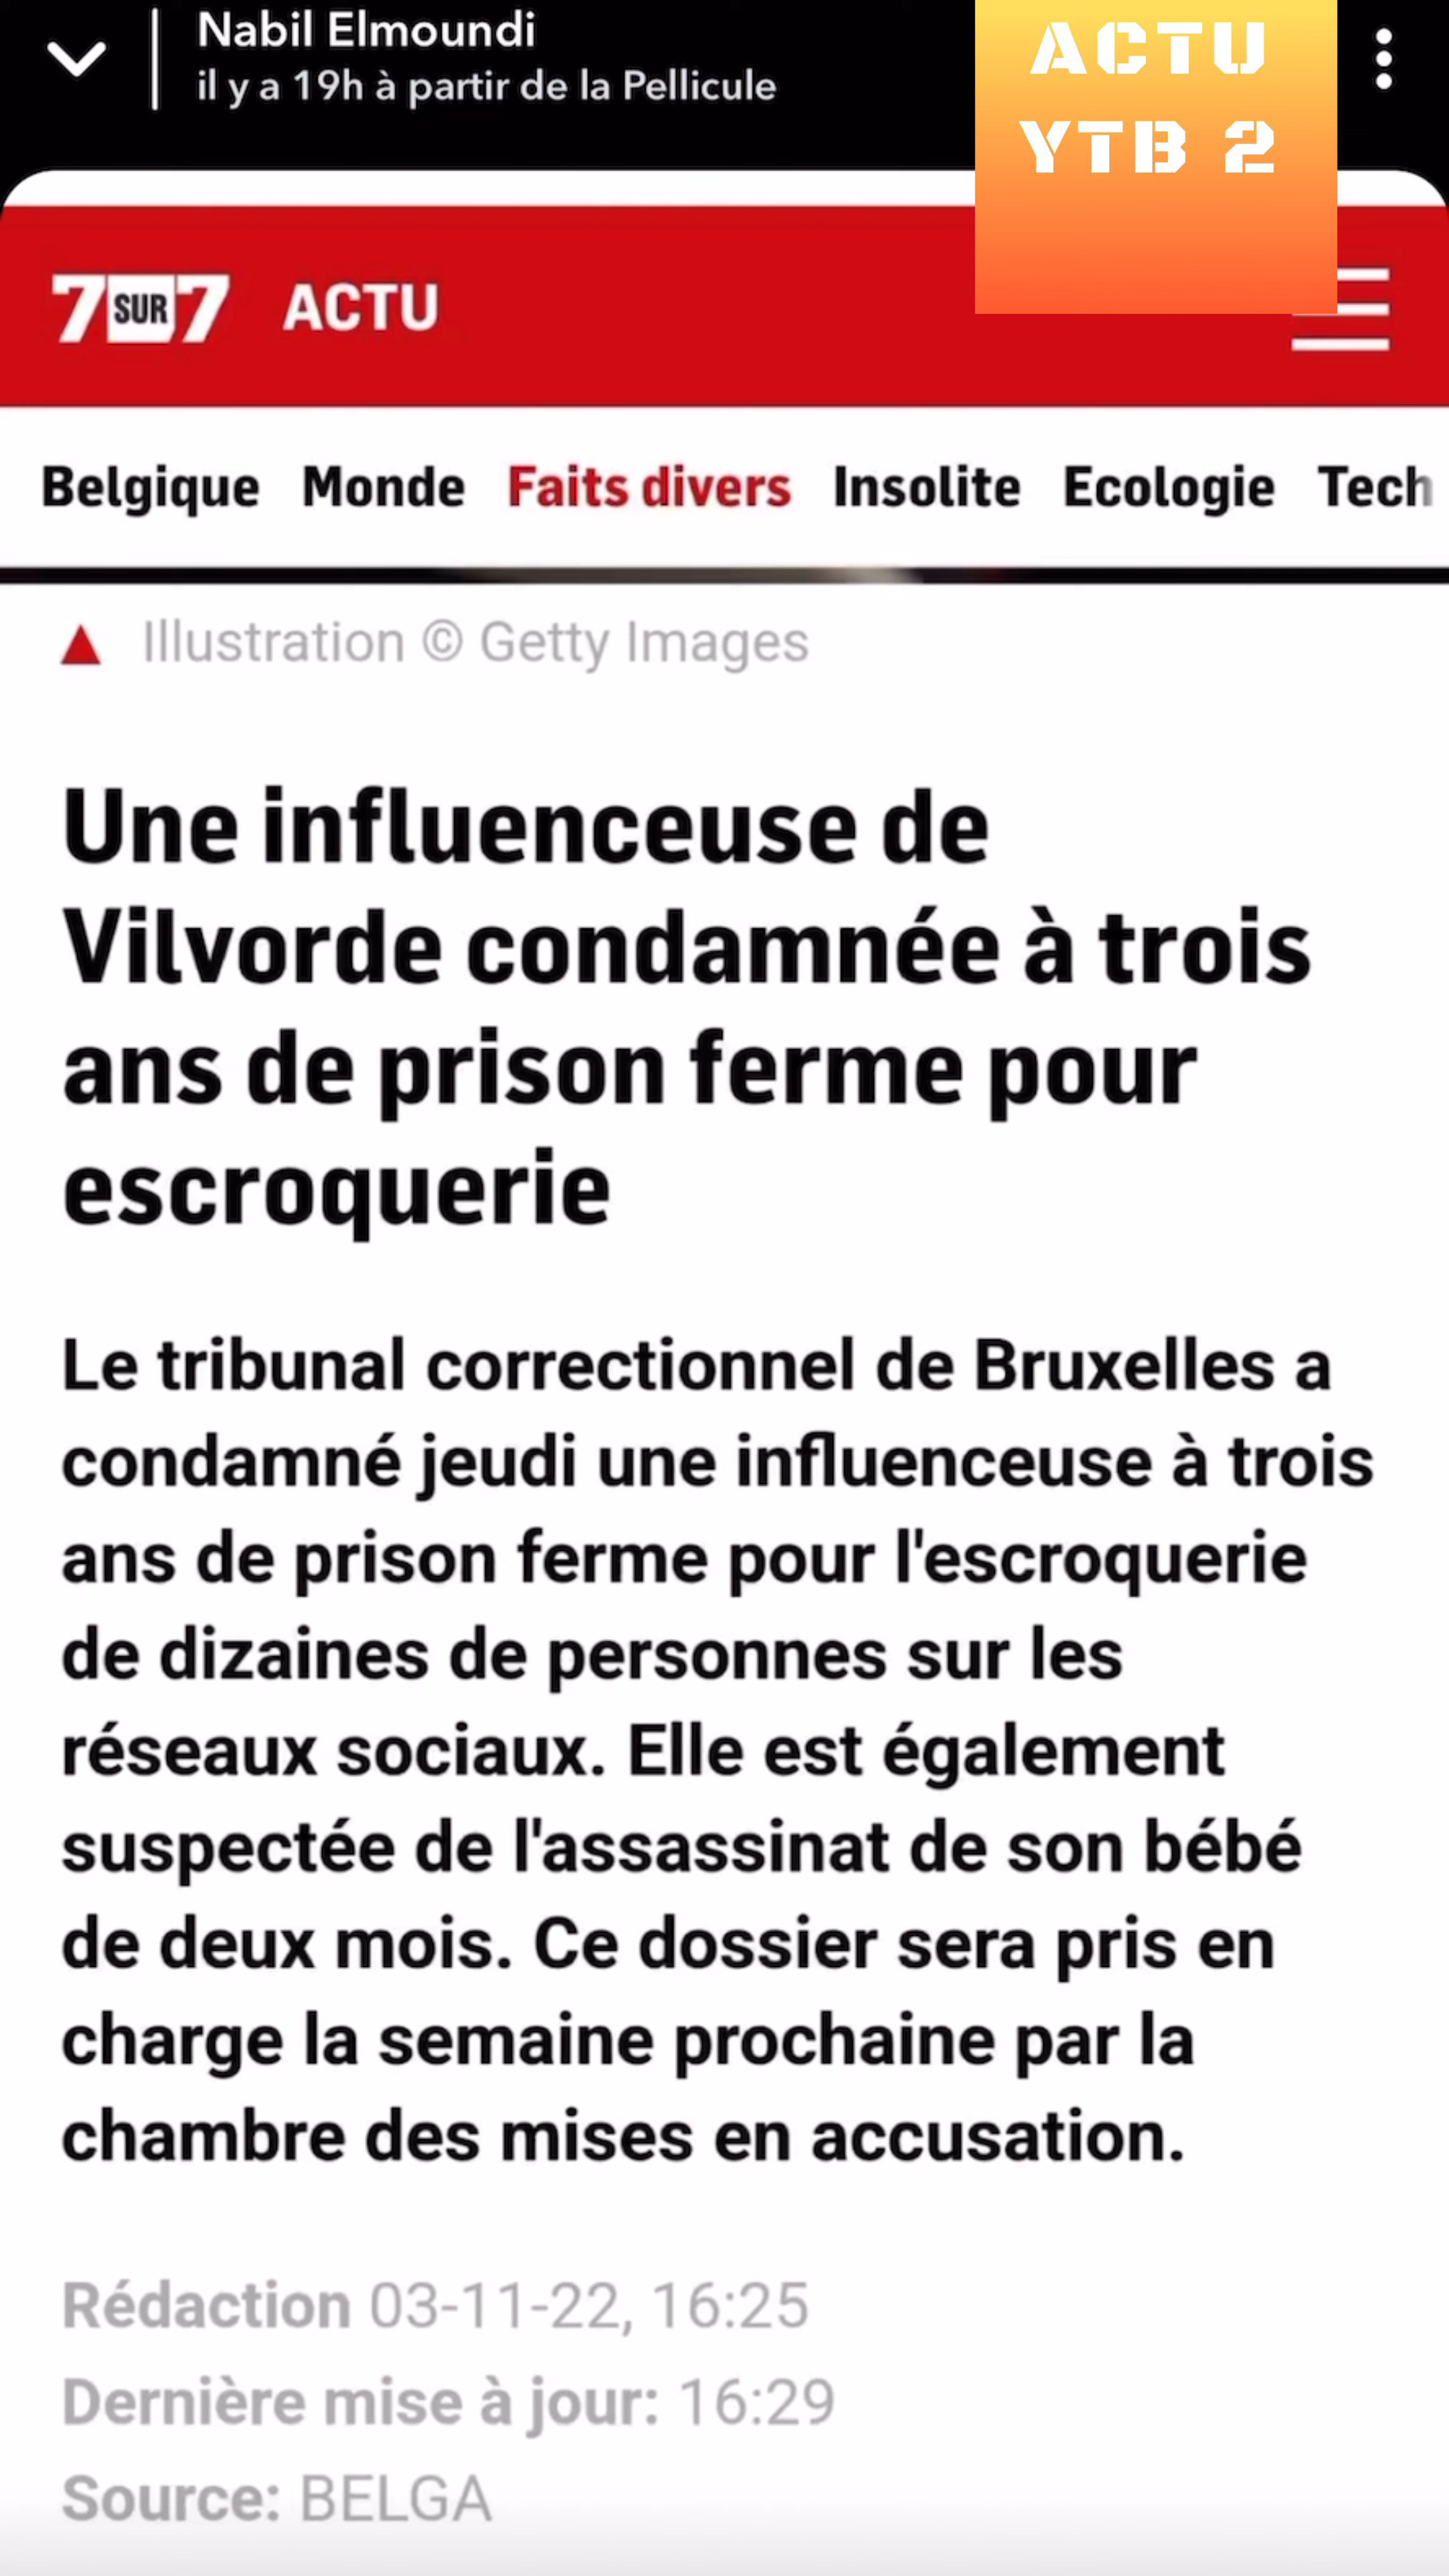 Nabil Elmoundi
il y a 19h à partir de la Pellicule
ACTU
YTB 2
7 SUR 7 ACTU
Belgique Monde Faits divers Insolite Ecologie Tech
Illustration © Getty Images
Une influenceuse de
Vilvorde condamnée à trois
ans de prison ferme pour
escroquerie
Le tribunal correctionnel de Bruxelles a
condamné jeudi une influenceuse à trois
ans de prison ferme pour l'escroquerie
de dizaines de personnes sur les
réseaux sociaux. Elle est également
suspectée de l'assassinat de son bébé
de deux mois. Ce dossier sera pris en
charge la semaine prochaine par la
chambre des mises en accusation.
Rédaction 03-11-22, 16:25
Dernière mise à jour: 16:29
Source: BELGA